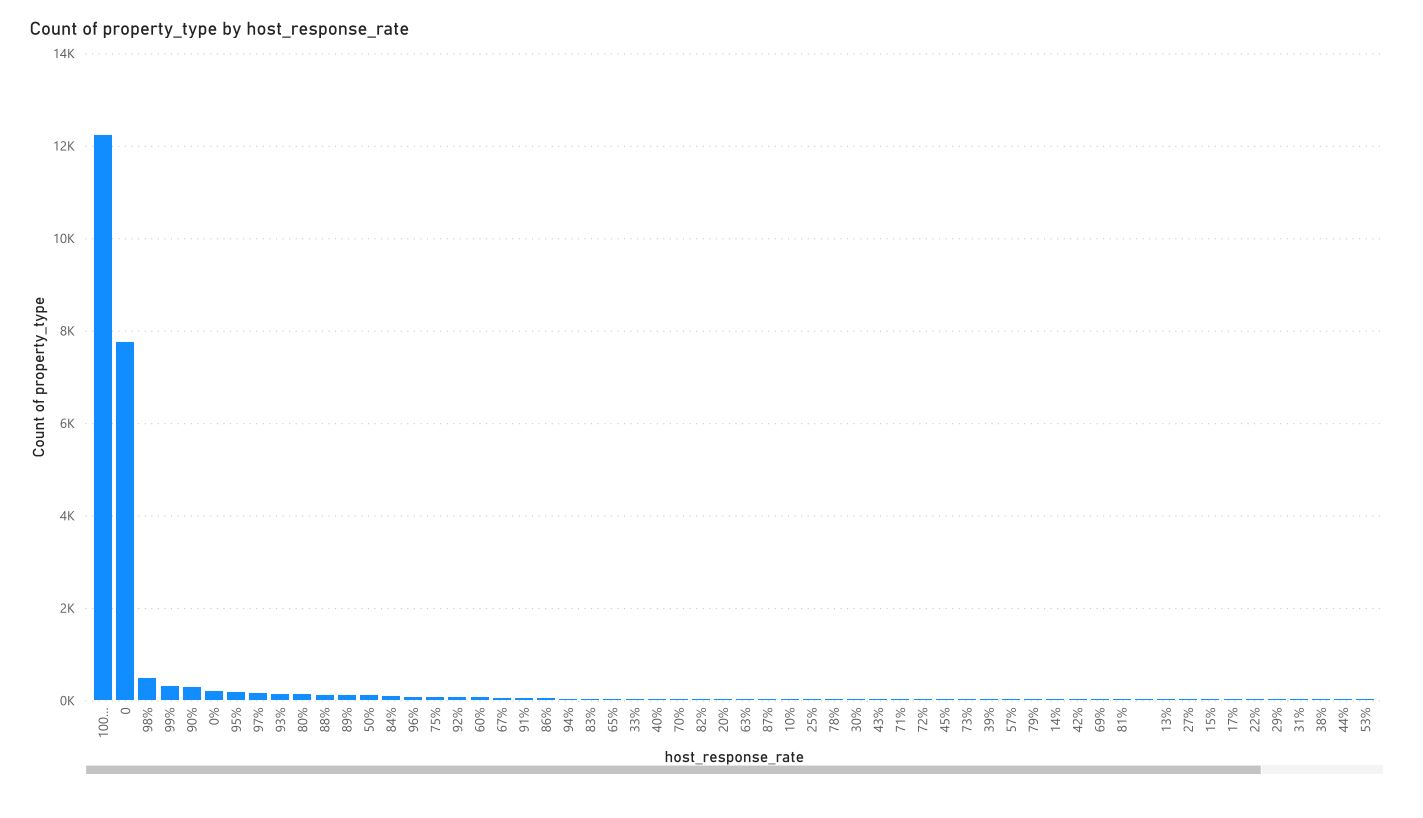 Count of property_type by host_response_rate
14K
12K
10K
8K
6K
4K
2K
0K
Count of property_type
100... 0 98% 99% 90% 0% 95% 97% 93% 80% 88% 89% 50% 84% 96% 75% 92% 60% 67% 91% 86% 94% 83% 65% 33% 40% 70% 82% 20% 63% 87% 10% 25% 78% 30% 43% 71% 72% 45% 73% 39% 57% 79% 14% 42% 69% 81% 13% 27% 15% 17% 22% 29% 31% 38% 44% 53%
host_response_rate